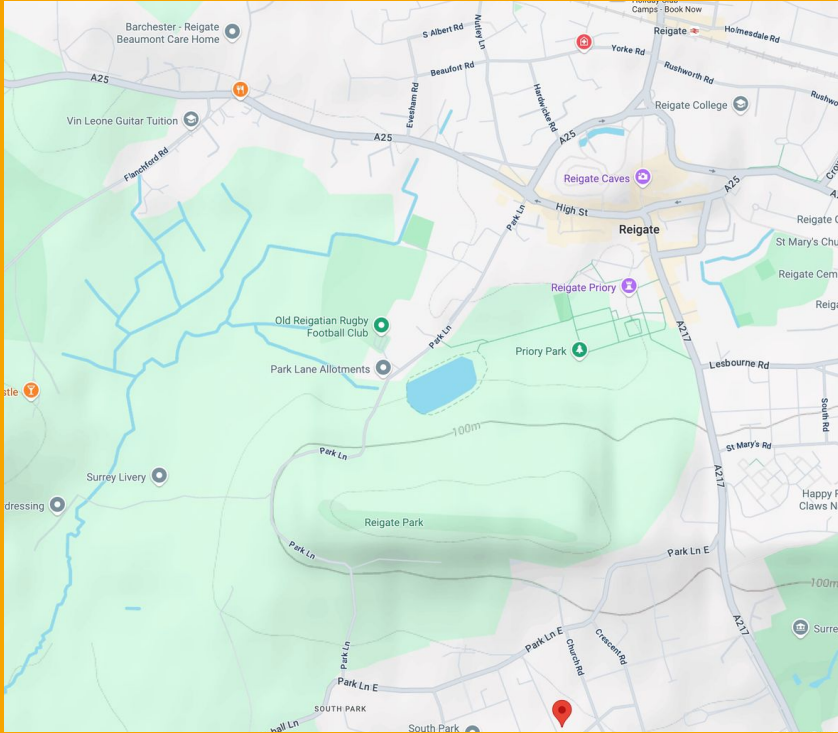 Camps - Book Now
Barchester - Reigate
Beaumont Care Home
S Albert Rd
Nutley Ln
Reigate
Holmesdale Rd
Yorke Rd
Rushworth Rd
Beaufort Rd
A25
Evesham Rd
Hardwicke Rd
Reigate College
Vin Leone Guitar Tuition
A25
A25
Flanchford Rd
Reigate Caves
A25
Park Ln
High St
Reigate
St Mary's Chu
Reigate Cem
Reigate Priory
Old Reigatian Rugby
Football Club
Park Ln
A217
Priory Park
Park Lane Allotments
Lesbourne Rd
stle
South Rd
100m
Park Ln
St Mary's Rd
Surrey Livery
A217
Happy P
Claws N
dressing
Reigate Park
Park Ln
Park Ln E
100m
A217
Surre
Park Ln E
Church Rd
Crescent Rd
Park Ln
Park Ln E
SOUTH PARK
South Park